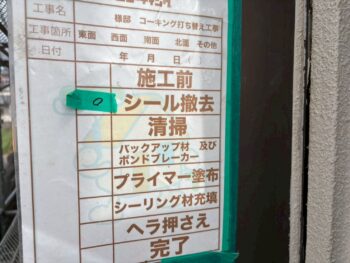 工事名
様邸 コーキング打ち替え工事
工事箇所 東面 西面 南面 北面 その他
日付 年 月 日
施工前
○ シール撤去
清掃
バックアップ材 及び
ボンドブレーカー
プライマー塗布
シーリング材充填
ヘラ押さえ
完了